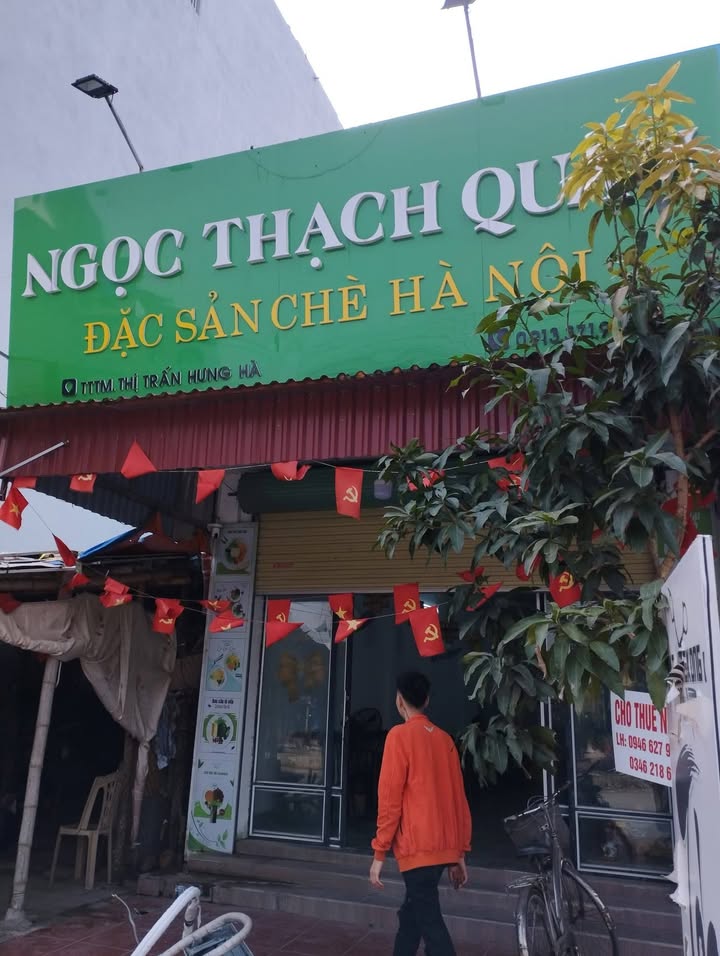 NGỌC THẠCH
ĐẶC SẢN CHÈ HÀ NỘI
0913
TTTM. THỊ TRẤN HƯNG HÀ
CHO THUÊ
LH: 0946 627
0346 218